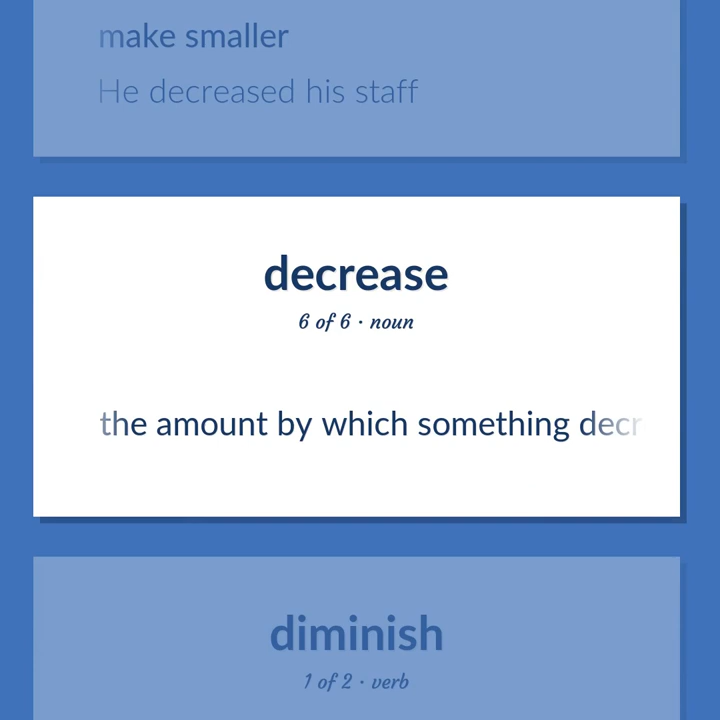 make smaller
He decreased his staff
decrease
6 of 6 · noun
the amount by which something decr
diminish
1 of 2 · verb